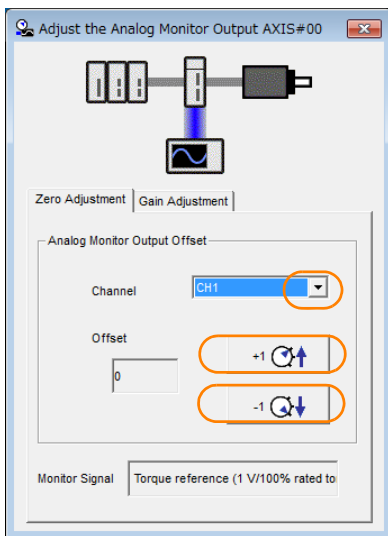 Adjust the Analog Monitor Output AXIS#00
Zero Adjustment
Gain Adjustment
Analog Monitor Output Offset
Channel
CH1
Offset
0
+1
-1
Monitor Signal
Torque reference (1 V/100% rated to